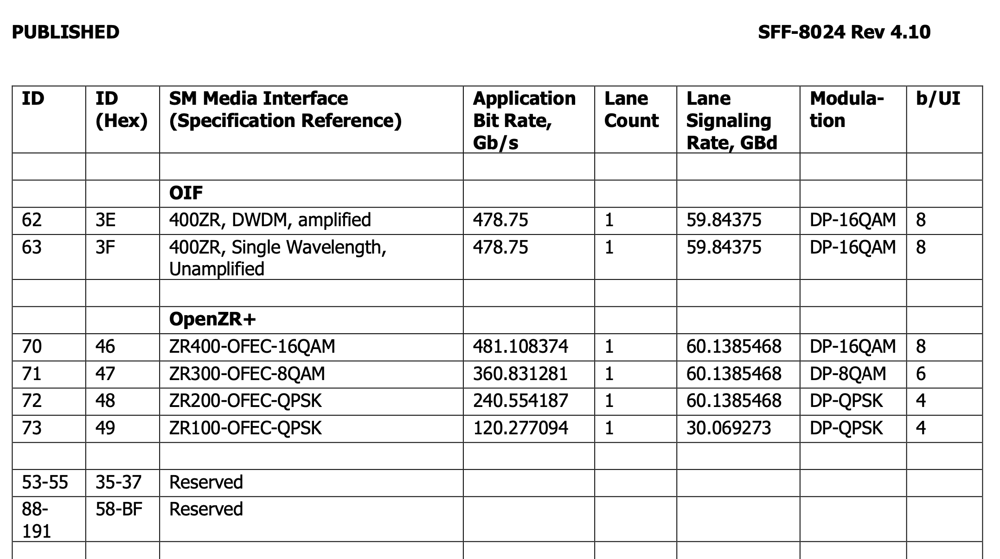 PUBLISHED SFF-8024 Rev 4.10
ID ID (Hex) SM Media Interface (Specification Reference) Application Bit Rate, Gb/s Lane Count Lane Signaling Rate, GBd Modula-tion b/UI
OIF
62 3E 400ZR, DWDM, amplified 478.75 1 59.84375 DP-16QAM 8
63 3F 400ZR, Single Wavelength, Unamplified 478.75 1 59.84375 DP-16QAM 8
OpenZR+
70 46 ZR400-OFEC-16QAM 481.108374 1 60.1385468 DP-16QAM 8
71 47 ZR300-OFEC-8QAM 360.831281 1 60.1385468 DP-8QAM 6
72 48 ZR200-OFEC-QPSK 240.554187 1 60.1385468 DP-QPSK 4
73 49 ZR100-OFEC-QPSK 120.277094 1 30.069273 DP-QPSK 4
53-55 35-37 Reserved
88-191 58-BF Reserved